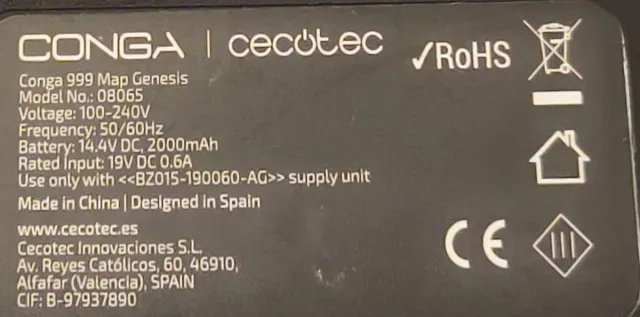 CONGA | cecotec
Conga 999 Map Genesis
Model No.: 08065
Voltage: 100-240V
Frequency: 50/60Hz
Battery: 14.4V DC, 2000mAh
Rated Input: 19V DC 0.6A
Use only with <<BZ015-190060-AG>> supply unit
Made in China | Designed in Spain
www.cecotec.es
Cecotec Innovaciones S.L.
Av. Reyes Católicos, 60, 46910,
Alfafar (Valencia), SPAIN
CIF: B-97937890
√RoHS
CE
III